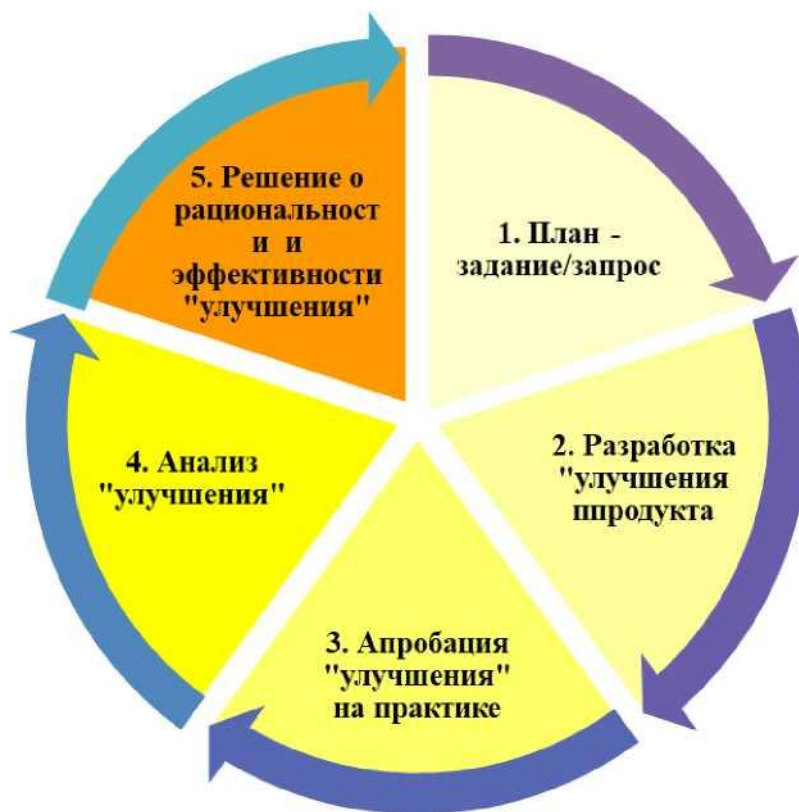 1. План -
задание/запрос
2. Разработка
"улучшения
ппродукта
3. Апробация
"улучшения"
на практике
4. Анализ
"улучшения"
5. Решение о
рациональност
и и
эффективности
"улучшения"